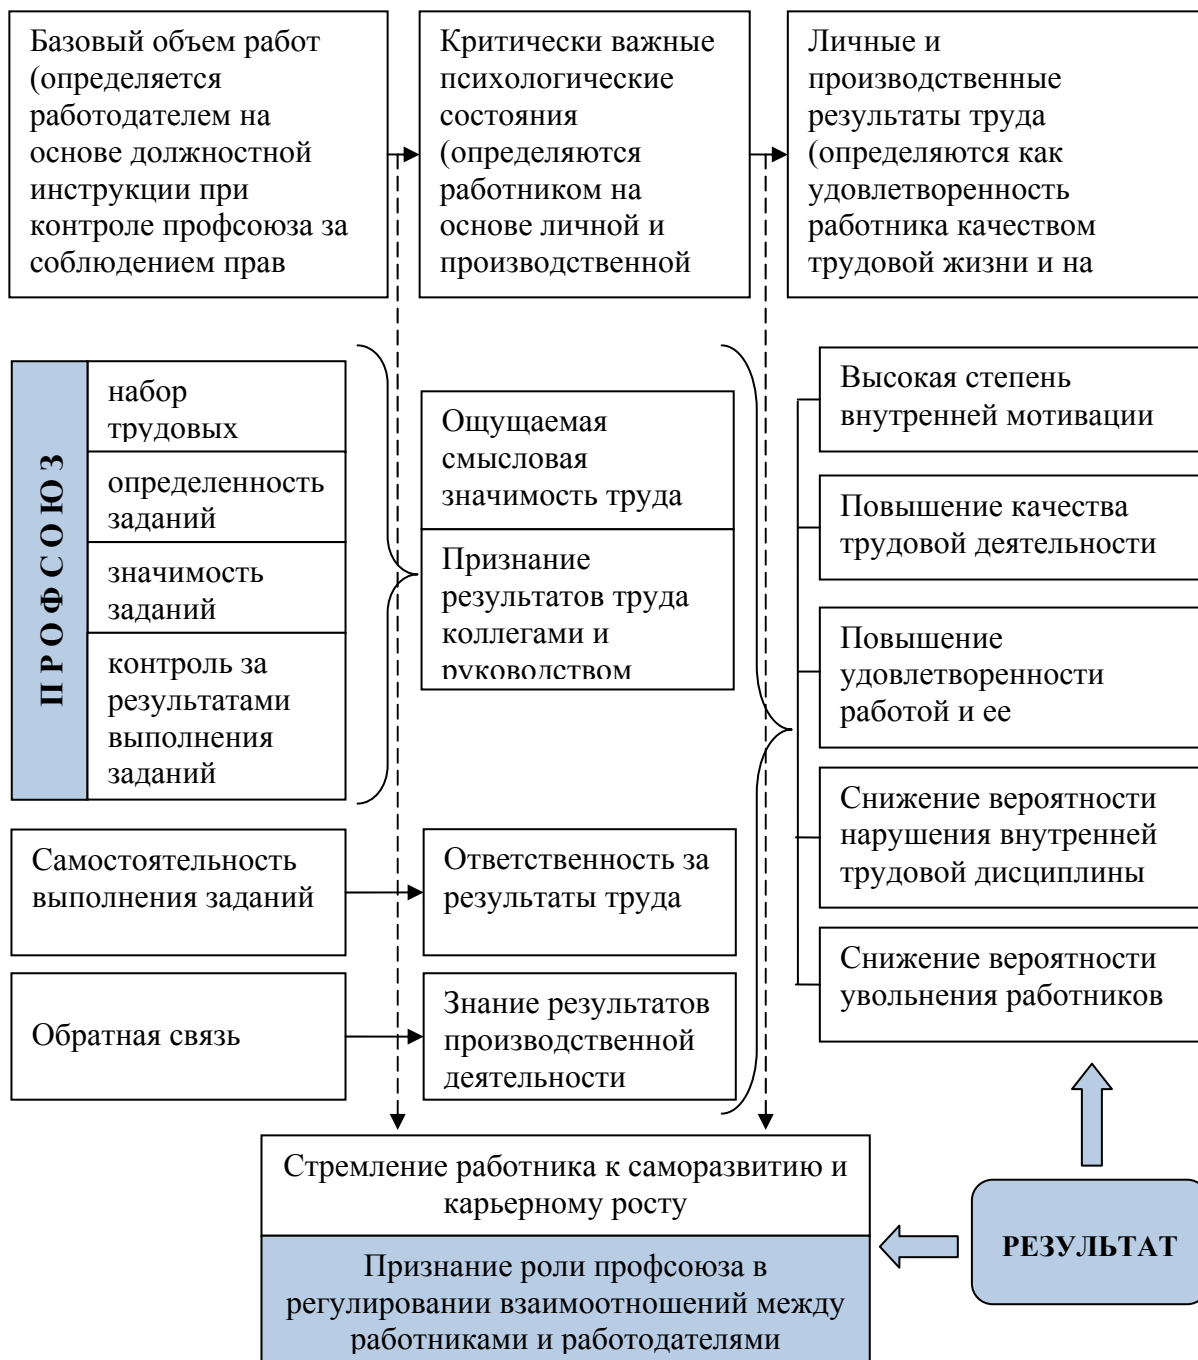 Базовый объем работ
(определяется
работодателем на
основе должностной
инструкции при
контроле профсоюза за
соблюдением прав
Критически важные
психологические
состояния
(определяются
работником на
основе личной и
производственной
Личные и
производственные
результаты труда
(определяются как
удовлетворенность
работника качеством
трудовой жизни и на
ПРОФСОЮЗ
набор
трудовых
определенность
заданий
значимость
заданий
контроль за
результатами
выполнения
заданий
Ощущаемая
смысловая
значимость труда
Признание
результатов труда
коллегами и
руководством
Высокая степень
внутренней мотивации
Повышение качества
трудовой деятельности
Повышение
удовлетворенности
работой и ее
Снижение вероятности
нарушения внутренней
трудовой дисциплины
Снижение вероятности
увольнения работников
Самостоятельность
выполнения заданий
Ответственность за
результаты труда
Обратная связь
Знание результатов
производственной
деятельности
Стремление работника к саморазвитию и
карьерному росту
Признание роли профсоюза в
регулировании взаимоотношений между
работниками и работодателями
РЕЗУЛЬТАТ